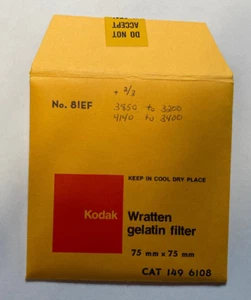 DO NOT
ACCEPT
+ 2/3
No. 81EF
3850 to 3200
4140 to 3400
KEEP IN COOL DRY PLACE
Kodak
Wratten
gelatin filter
75 mm x 75 mm
CAT 149 6108